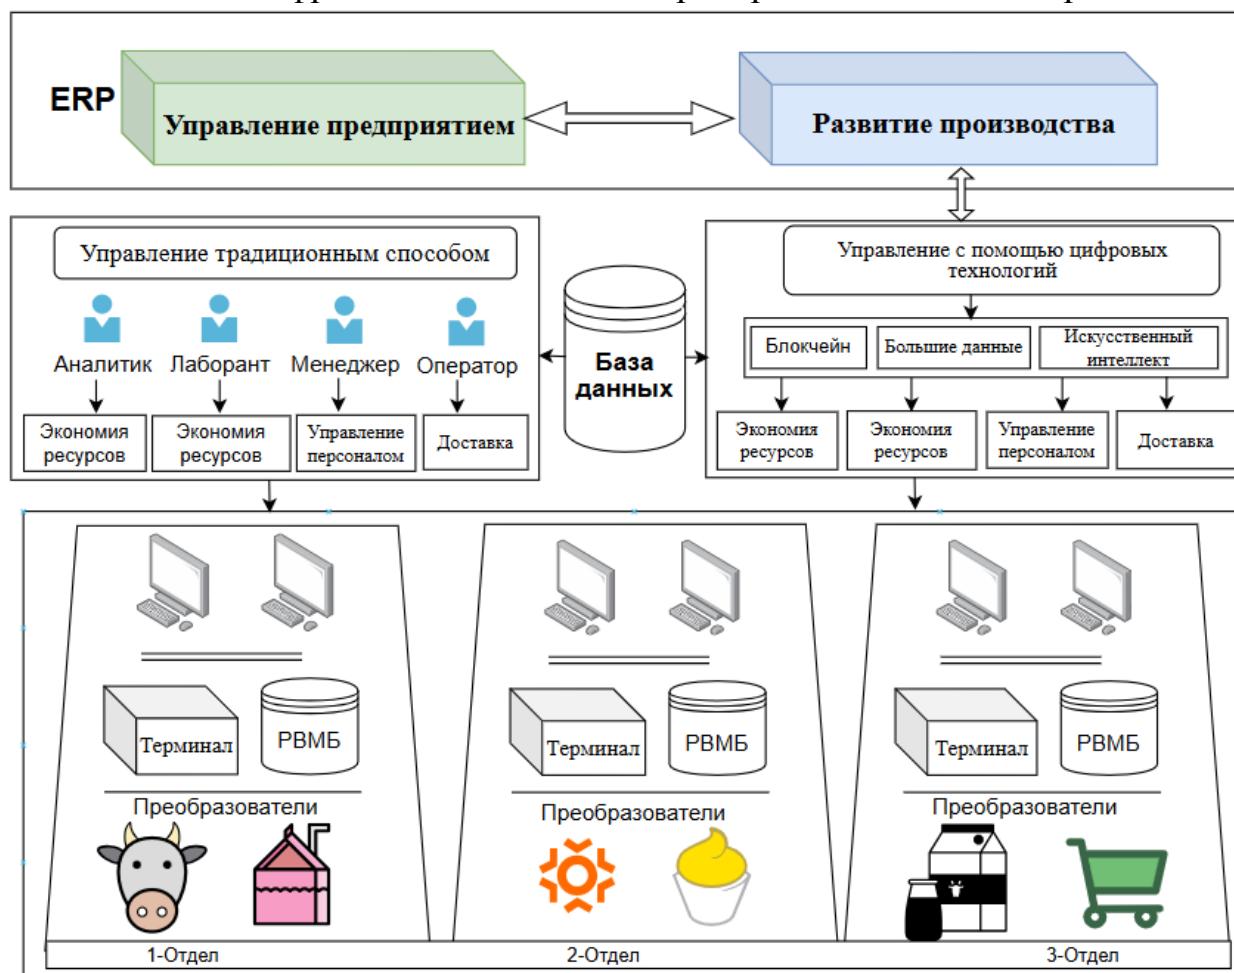 ERP
Управление предприятием
Развитие производства
Управление традиционным способом
Аналитик
Лаборант
Менеджер
Оператор
Экономия
ресурсов
Экономия
ресурсов
Управление
персоналом
Доставка
База
данных
Управление с помощью цифровых
технологий
Блокчейн
Большие данные
Искусственный
интеллект
Экономия
ресурсов
Экономия
ресурсов
Управление
персоналом
Доставка
Терминал
РВМБ
Преобразователи
1-Отдел
Терминал
РВМБ
Преобразователи
2-Отдел
Терминал
РВМБ
Преобразователи
3-Отдел